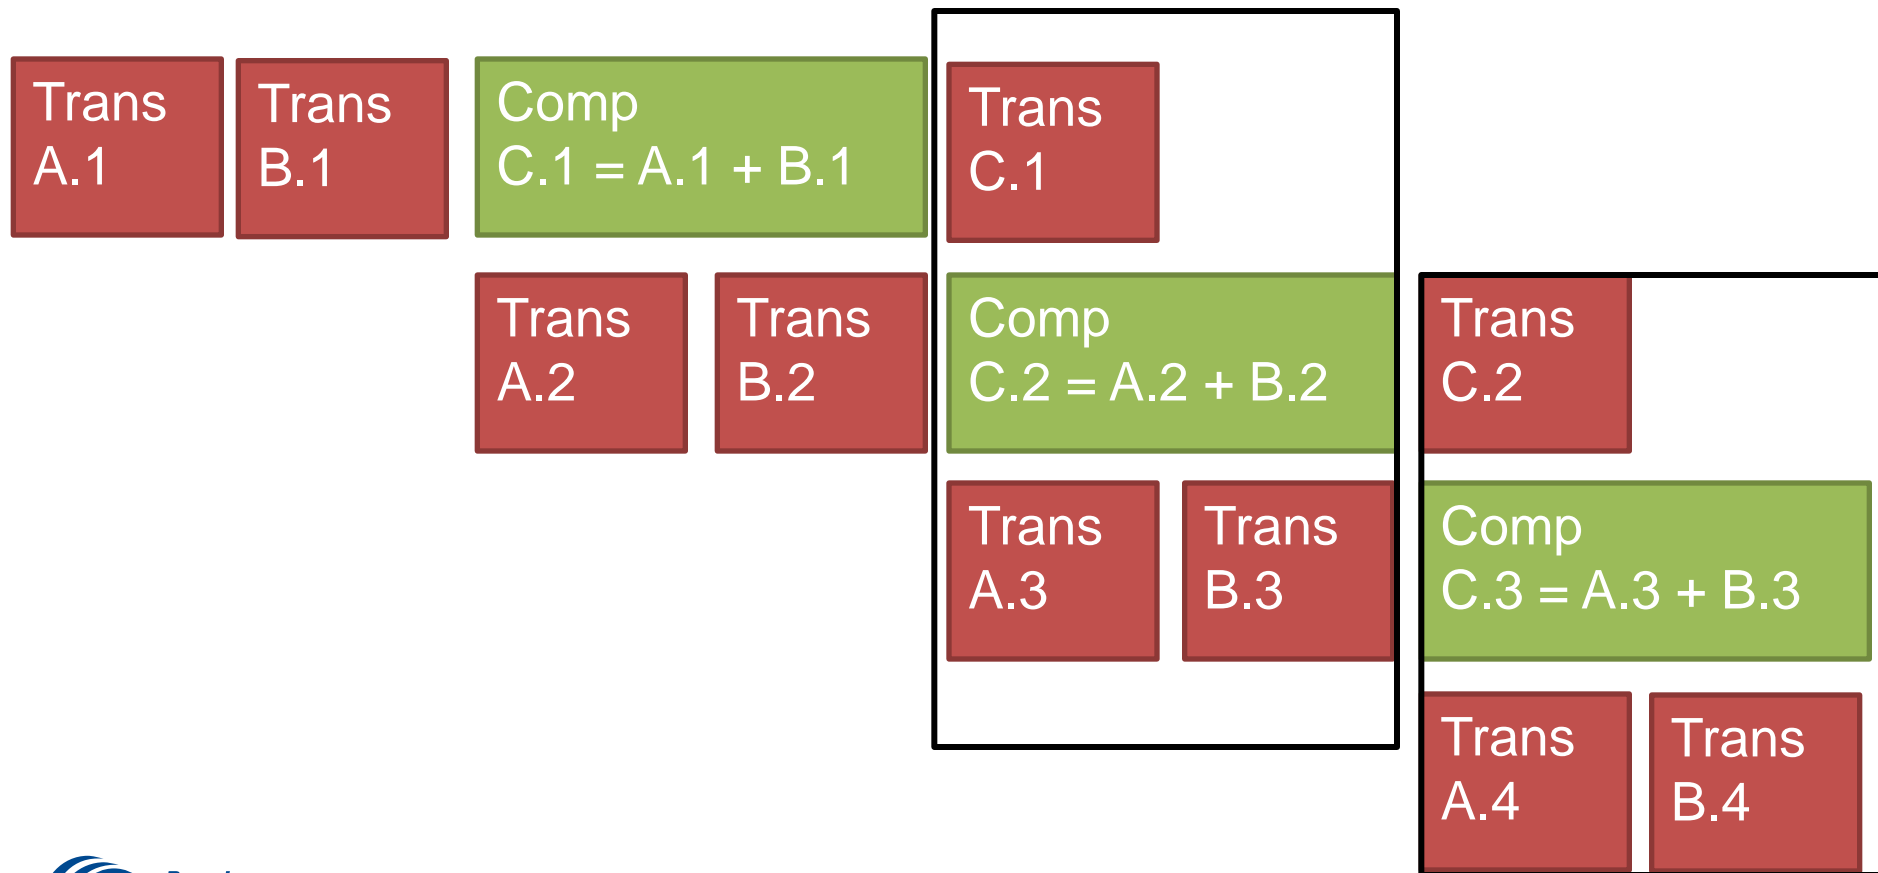 Trans
A.1
Trans
B.1
Comp
C.1 = A.1 + B.1
Trans
C.1
Trans
A.2
Trans
B.2
Comp
C.2 = A.2 + B.2
Trans
C.2
Trans
A.3
Trans
B.3
Comp
C.3 = A.3 + B.3
Trans
A.4
Trans
B.4